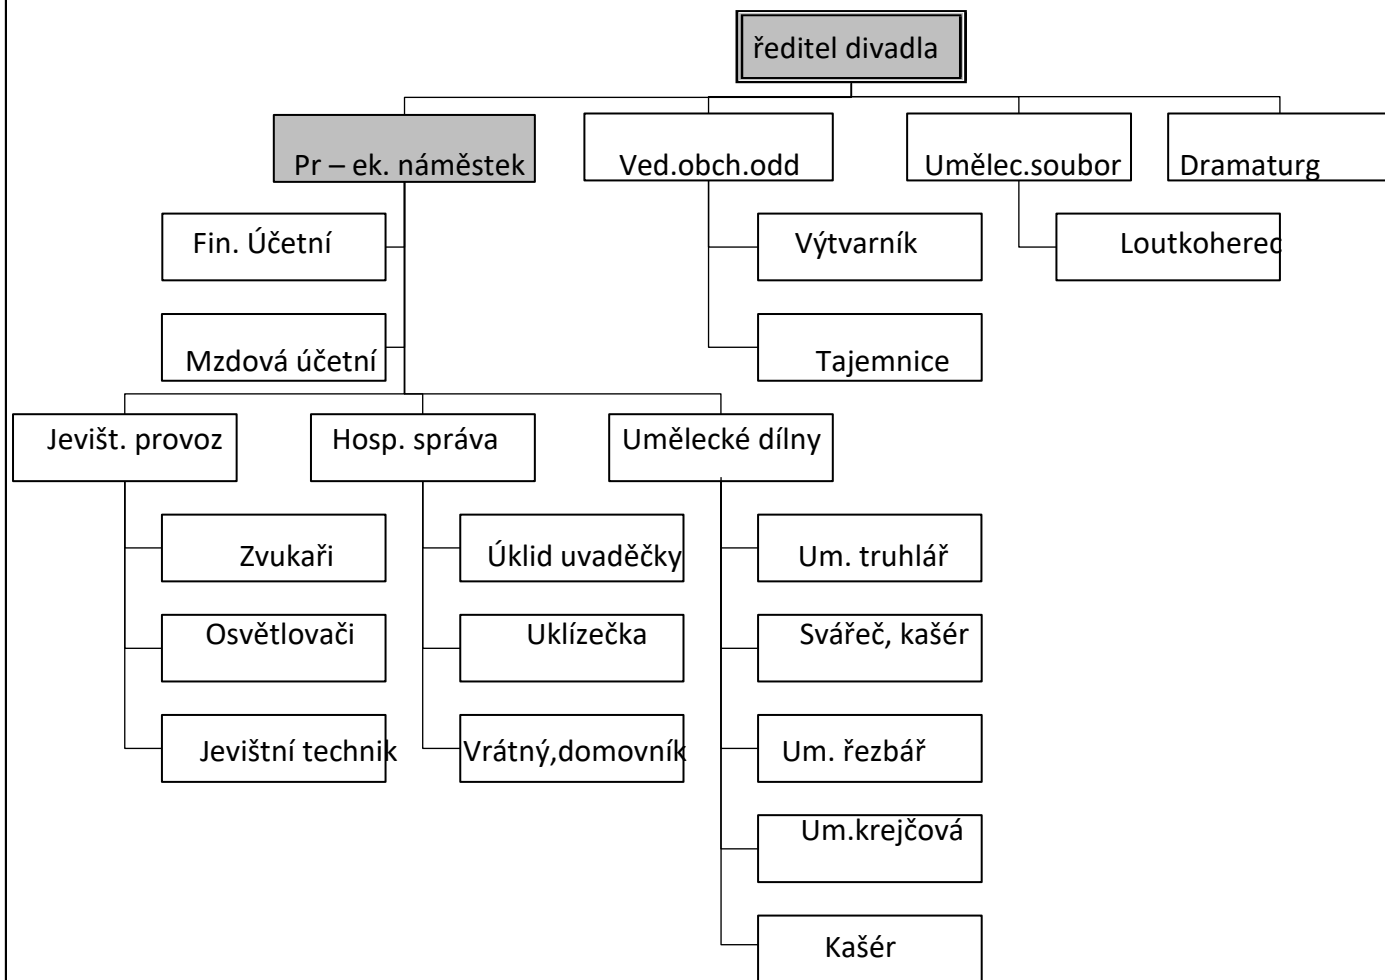 ředitel divadla
Pr – ek. náměstek
Ved.obch.odd
Umělec.soubor
Dramaturg
Fin. Účetní
Výtvarník
Loutkoherec
Mzdová účetní
Tajemnice
Jevišt. provoz
Hosp. správa
Umělecké dílny
Zvukaři
Úklid uvaděčky
Um. truhlář
Osvětlovači
Uklízečka
Svářeč, kašér
Jevištní technik
Vrátný,domovník
Um. řezbář
Um.krejčová
Kašér